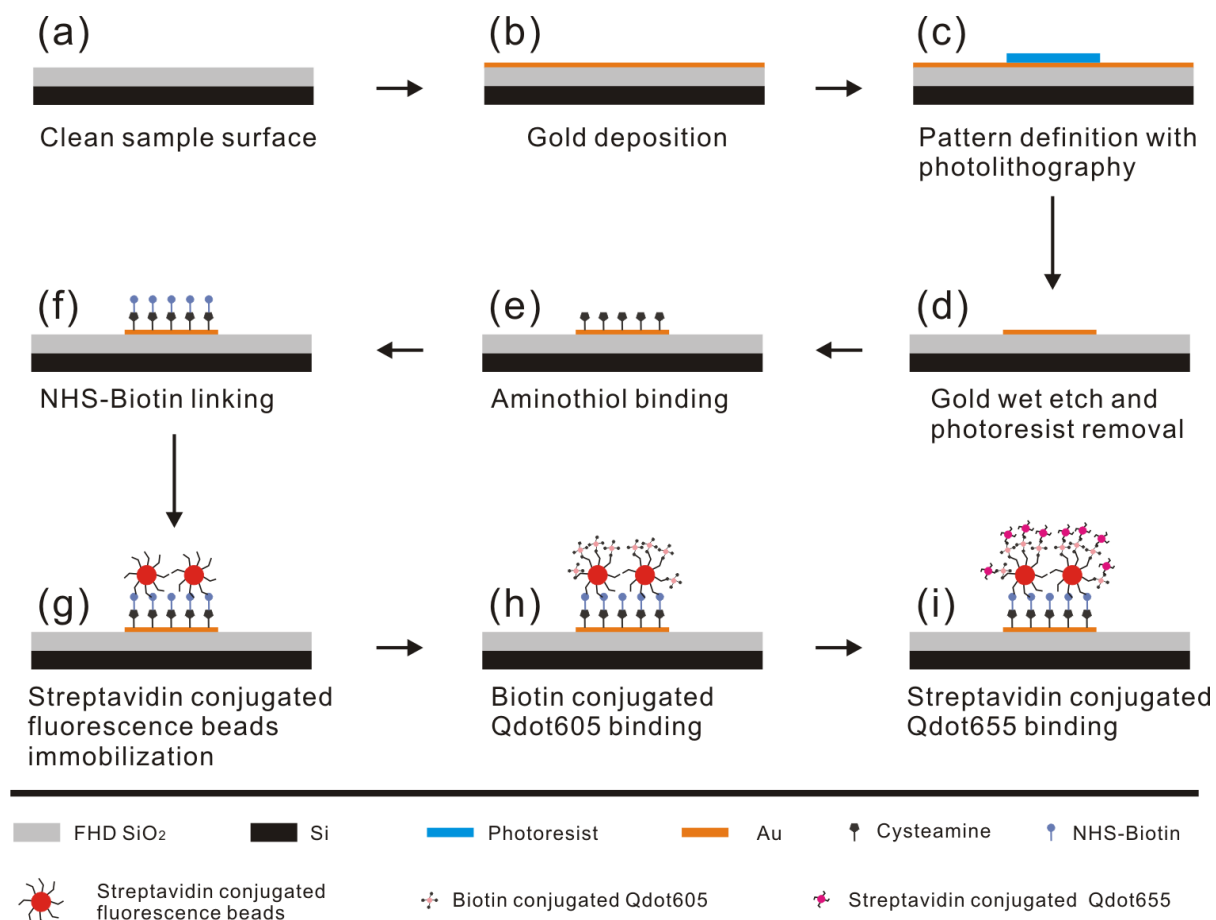 (a)
(b)
(c)
Clean sample surface
Gold deposition
Pattern definition with
photolithography
(f)
(e)
(d)
NHS-Biotin linking
Aminothiol binding
Gold wet etch and
photoresist removal
(g)
(h)
(i)
Streptavidin conjugated
fluorescence beads
immobilization
Biotin conjugated
Qdot605 binding
Streptavidin conjugated
Qdot655 binding
FHD SiO₂
Si
Photoresist
Au
Cysteamine
NHS-Biotin
Streptavidin conjugated
fluorescence beads
Biotin conjugated Qdot605
Streptavidin conjugated Qdot655